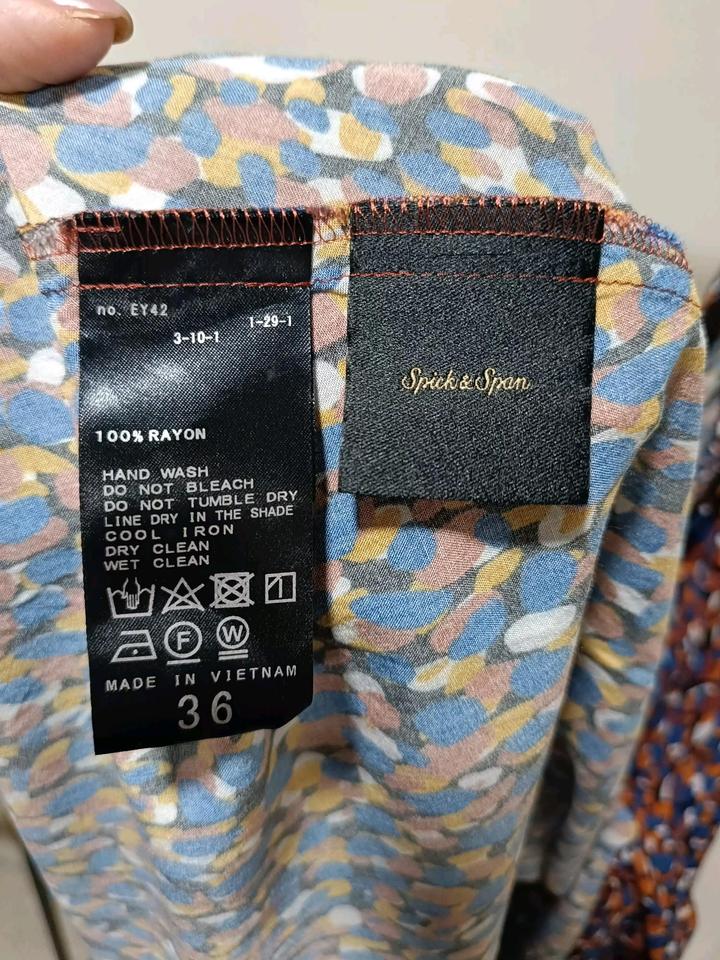 no. EY42
3-10-1 1-29-1
100% RAYON
HAND WASH
DO NOT BLEACH
DO NOT TUMBLE DRY
LINE DRY IN THE SHADE
COOL IRON
DRY CLEAN
WET CLEAN
F W
MADE IN VIETNAM
36
Spick & Span